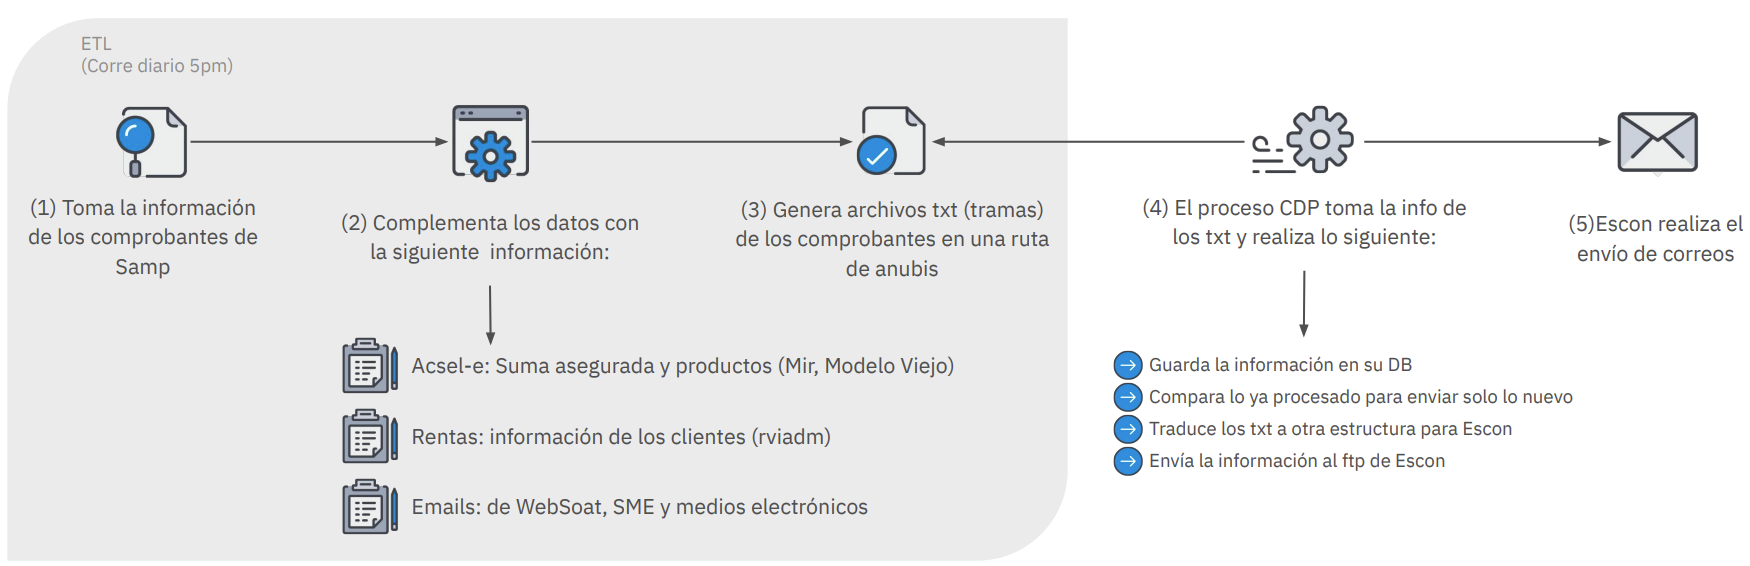 ETL
(Corre diario 5pm)
(1) Toma la información
de los comprobantes de
Samp
(2) Complementa los datos con
la siguiente información:
(3) Genera archivos txt (tramas)
de los comprobantes en una ruta
de anubis
(4) El proceso CDP toma la info de
los txt y realiza lo siguiente:
(5)Escon realiza el
envío de correos
Acsel-e: Suma asegurada y productos (Mir, Modelo Viejo)
Rentas: información de los clientes (rviadm)
Emails: de WebSoat, SME y medios electrónicos
Guarda la información en su DB
Compara lo ya procesado para enviar solo lo nuevo
Traduce los txt a otra estructura para Escon
Envía la información al ftp de Escon